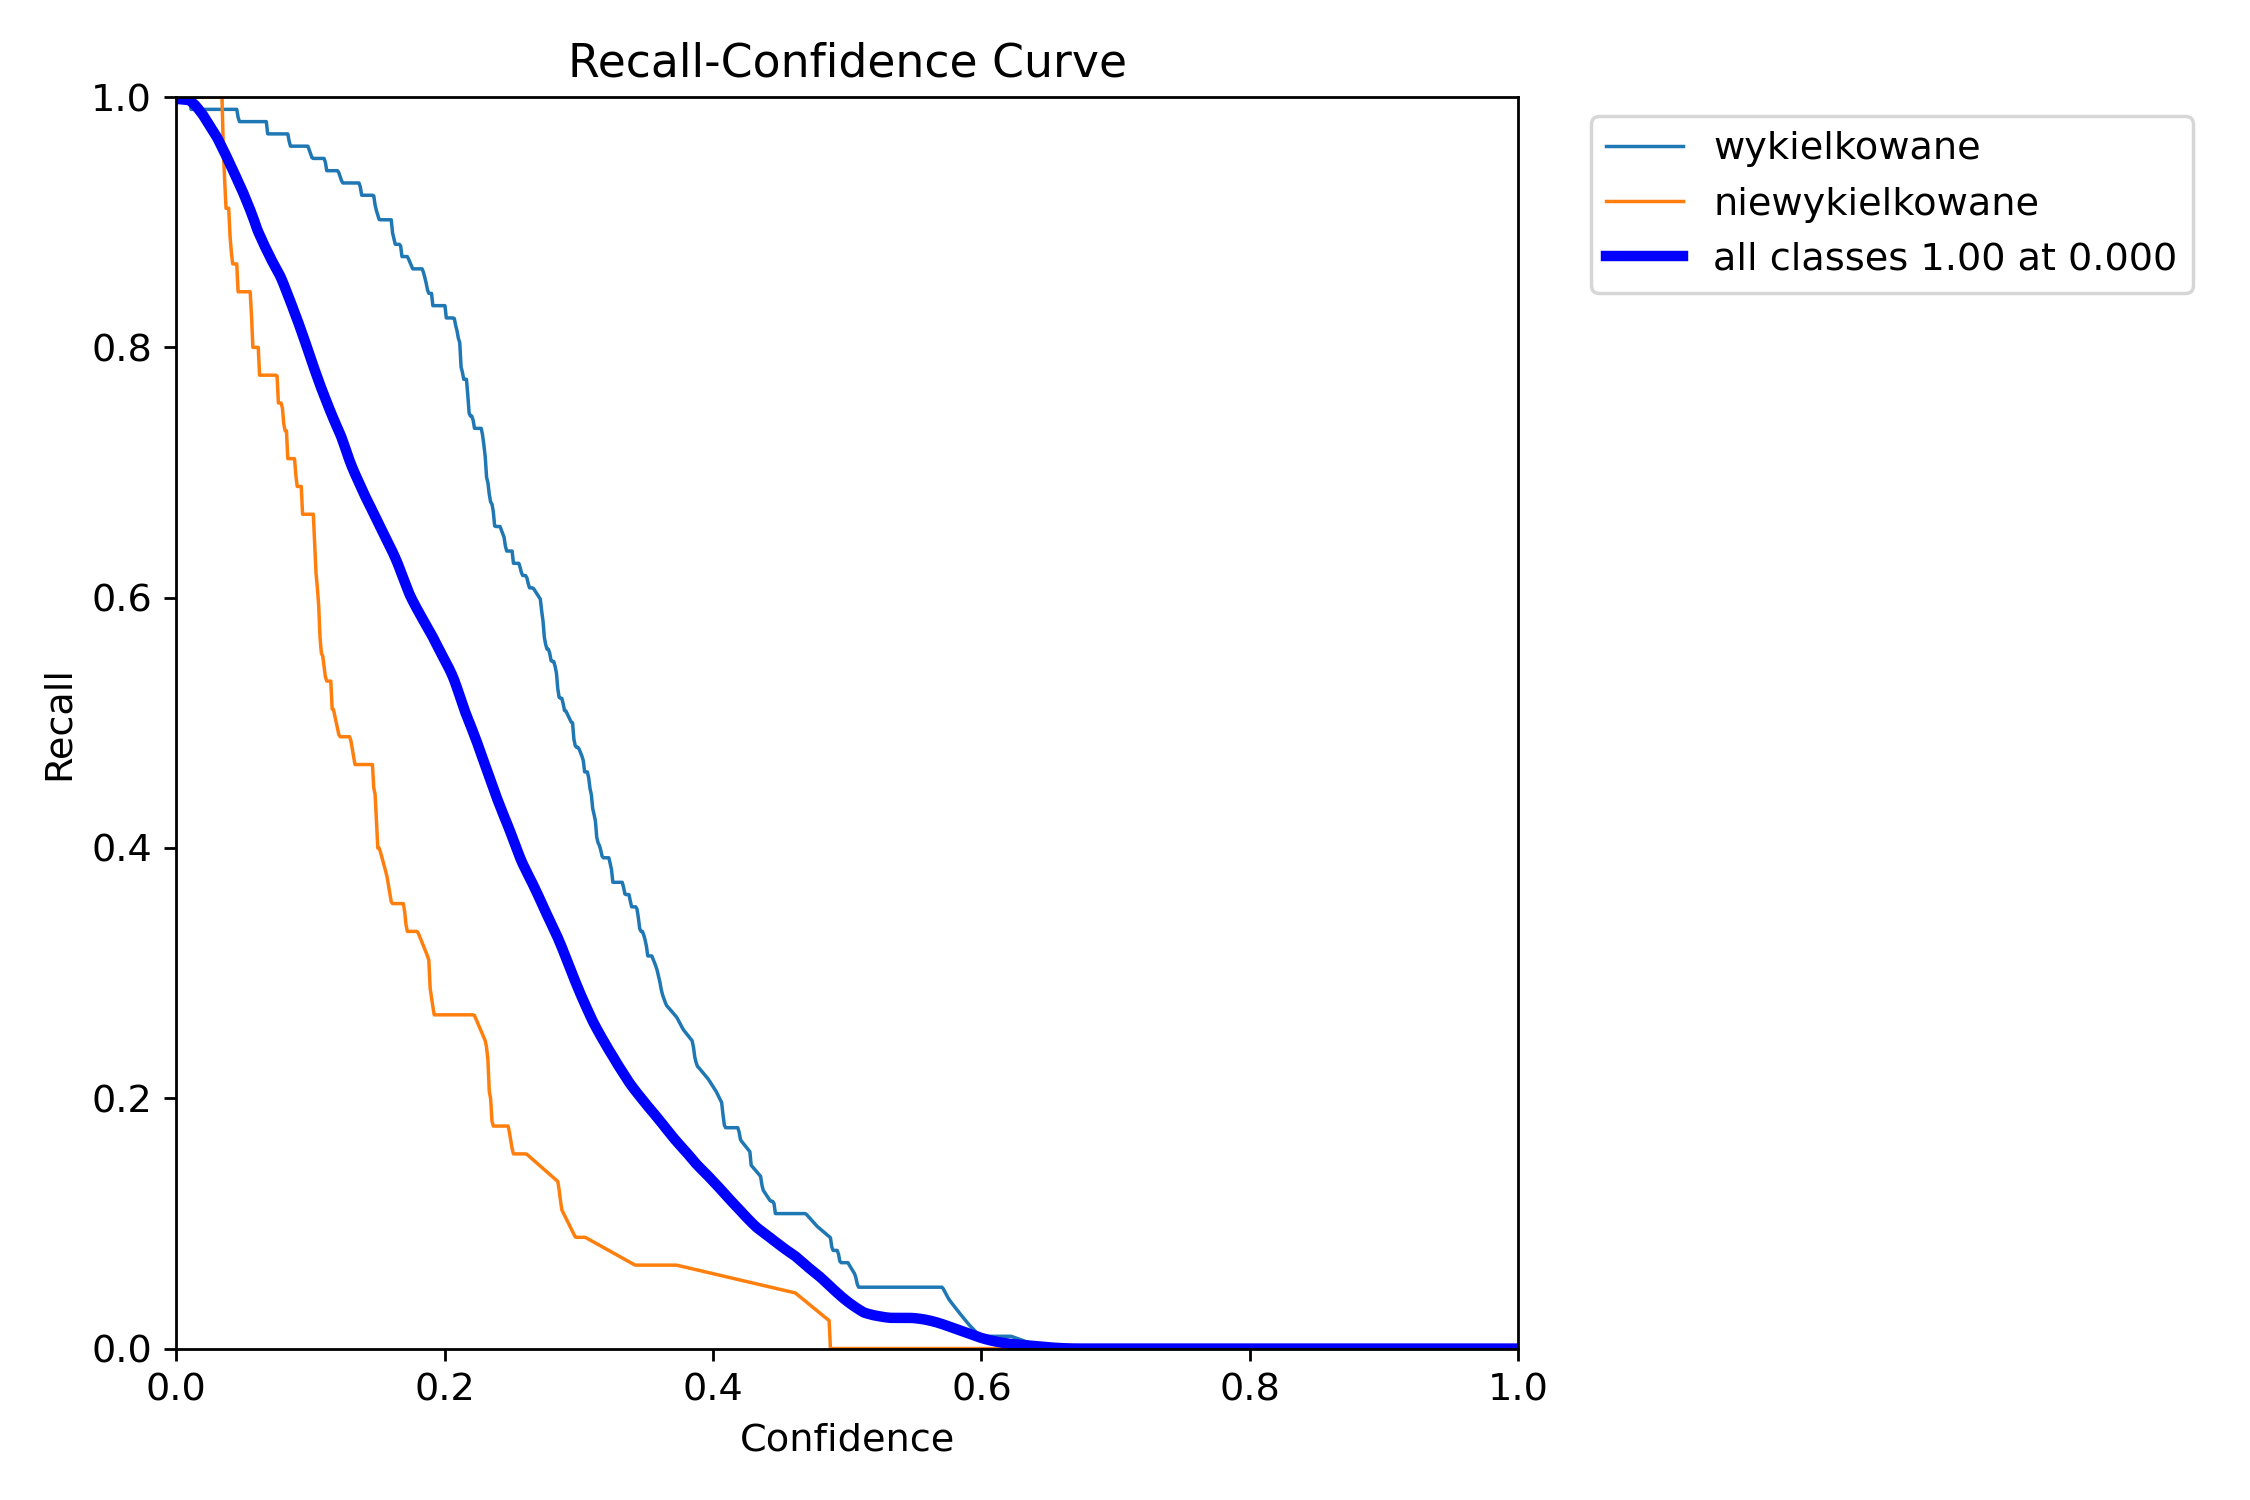 Recall-Confidence Curve
wykielkowane
niewykielkowane
all classes 1.00 at 0.000
1.0
0.8
0.6
0.4
0.2
0.0
Recall
0.0 0.2 0.4 0.6 0.8 1.0
Confidence